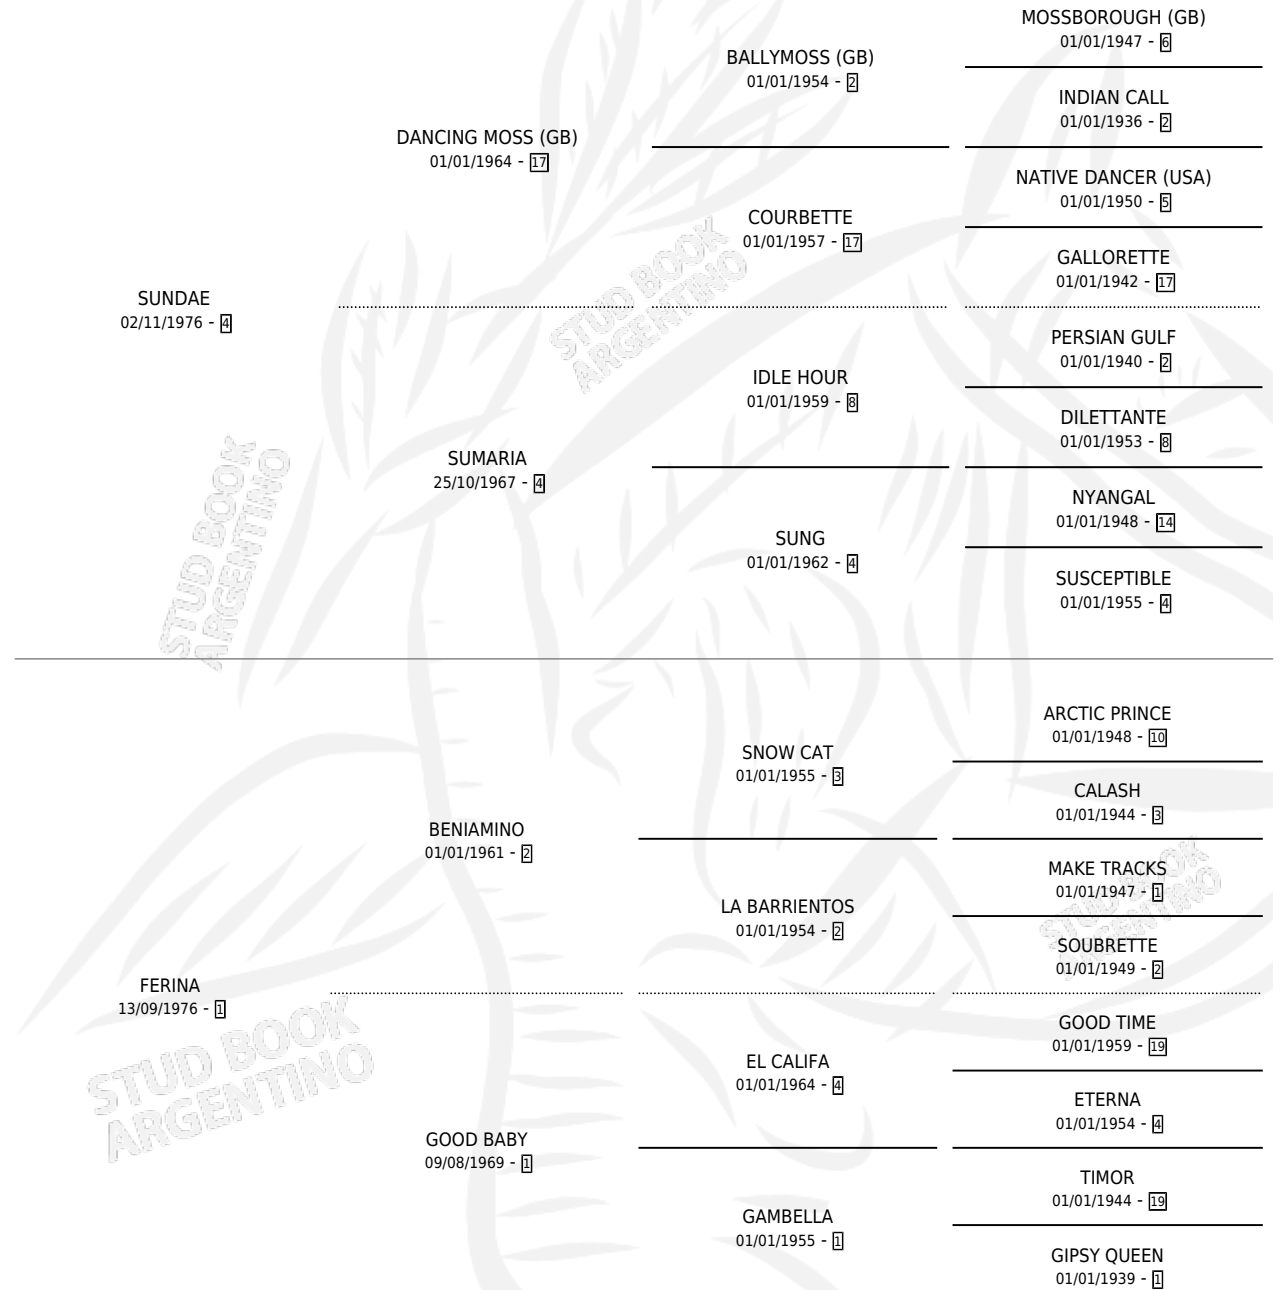 MOSSBOROUGH (GB)
01/01/1947 - 6
BALLYMOSS (GB)
01/01/1954 - 2
INDIAN CALL
01/01/1936 - 2
DANCING MOSS (GB)
01/01/1964 - 17
NATIVE DANCER (USA)
01/01/1950 - 5
COURBETTE
01/01/1957 - 17
GALLORETTE
01/01/1942 - 17
SUNDAE
02/11/1976 - 4
PERSIAN GULF
01/01/1940 - 2
IDLE HOUR
01/01/1959 - 8
DILETTANTE
01/01/1953 - 8
SUMARIA
25/10/1967 - 4
NYANGAL
01/01/1948 - 14
SUNG
01/01/1962 - 4
SUSCEPTIBLE
01/01/1955 - 4
ARCTIC PRINCE
01/01/1948 - 10
SNOW CAT
01/01/1955 - 3
CALASH
01/01/1944 - 3
BENIAMINO
01/01/1961 - 2
MAKE TRACKS
01/01/1947 - 1
LA BARRIENTOS
01/01/1954 - 2
SOUBRETTE
01/01/1949 - 2
FERINA
13/09/1976 - 1
GOOD TIME
01/01/1959 - 19
EL CALIFA
01/01/1964 - 4
ETERNA
01/01/1954 - 4
GOOD BABY
09/08/1969 - 1
TIMOR
01/01/1944 - 19
GAMBELLA
01/01/1955 - 1
GIPSY QUEEN
01/01/1939 - 1
STUD BOOK
ARGENTINO
STUD BOOK
ARGENTINO
STUD BOOK
ARGENTINO
STUD BOOK
ARGENTINO